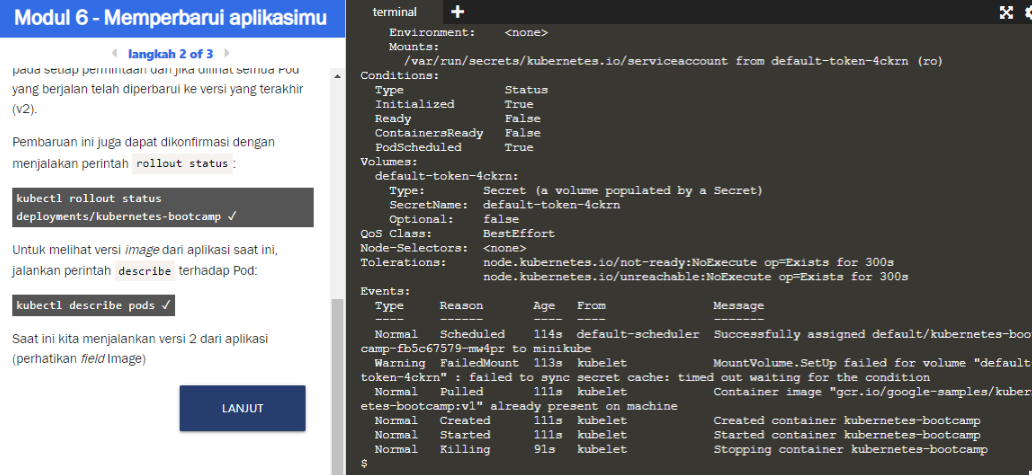 Modul 6 - Memperbarui aplikasimu
langkah 2 of 3
pada setiap permintaan dan jika dilihat semua Pod
yang berjalan telah diperbarui ke versi yang terakhir
(v2).
Pembaruan ini juga dapat dikonfirmasi dengan
menjalakan perintah rollout status :
kubectl rollout status
deployments/kubernetes-bootcamp ✓
Untuk melihat versi image dari aplikasi saat ini,
jalankan perintah describe terhadap Pod:
kubectl describe pods ✓
Saat ini kita menjalankan versi 2 dari aplikasi
(perhatikan field Image)
LANJUT
terminal +
Environment: <none>
Mounts:
/var/run/secrets/kubernetes.io/serviceaccount from default-token-4ckrn (ro)
Conditions:
Type Status
Initialized True
Ready False
ContainersReady False
PodScheduled True
Volumes:
default-token-4ckrn:
Type: Secret (a volume populated by a Secret)
SecretName: default-token-4ckrn
Optional: false
QoS Class: BestEffort
Node-Selectors: <none>
Tolerations: node.kubernetes.io/not-ready:NoExecute op=Exists for 300s
node.kubernetes.io/unreachable:NoExecute op=Exists for 300s
Events:
Type Reason Age From Message
---- ------ ---- ---- -------
Normal Scheduled 114s default-scheduler Successfully assigned default/kubernetes-boo
camp-fb5c67579-mw4pr to minikube
Warning FailedMount 113s kubelet MountVolume.SetUp failed for volume "default
token-4ckrn" : failed to sync secret cache: timed out waiting for the condition
Normal Pulled 111s kubelet Container image "gcr.io/google-samples/kuber
etes-bootcamp:v1" already present on machine
Normal Created 111s kubelet Created container kubernetes-bootcamp
Normal Started 111s kubelet Started container kubernetes-bootcamp
Normal Killing 91s kubelet Stopping container kubernetes-bootcamp
$